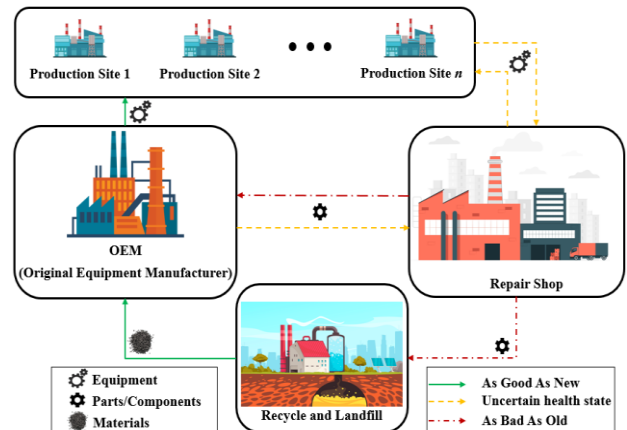 Production Site 1
Production Site 2
Production Site n
OEM
(Original Equipment Manufacturer)
Repair Shop
Recycle and Landfill
Equipment
Parts/Components
Materials
As Good As New
Uncertain health state
As Bad As Old